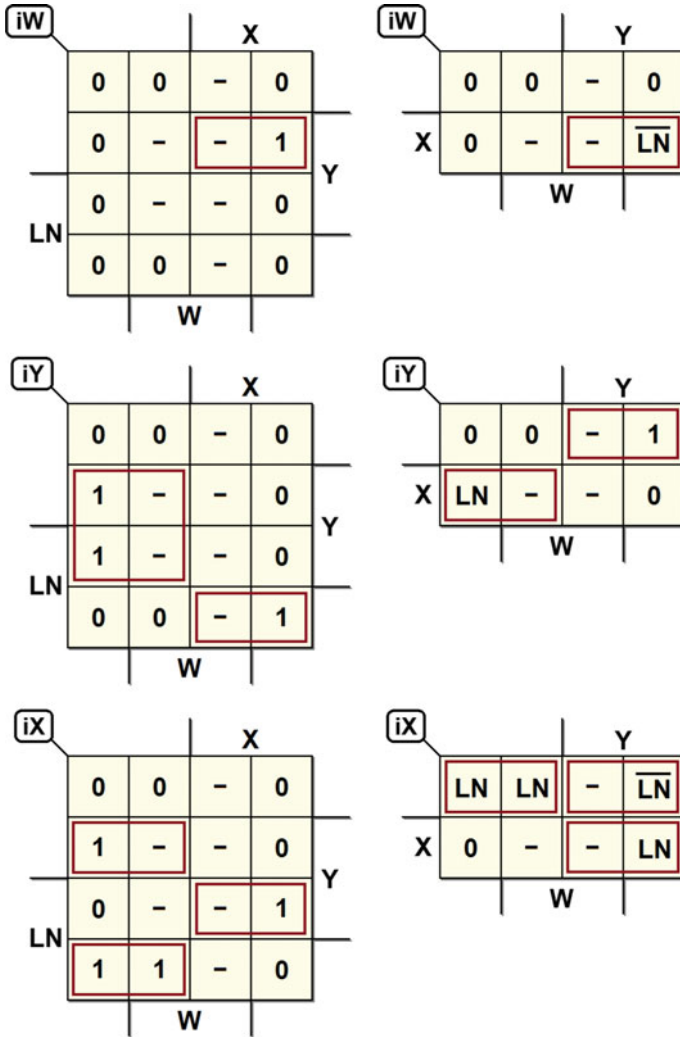 iW X iW Y
0 0 – 0 0 0 – 0
0 – – 1 Y X 0 – – L̅N̅
LN 0 – – 0 W
0 0 – 0
W
iY X iY Y
0 0 – 0 0 0 – 1
1 – – 0 Y X LN – – 0
LN 1 – – 0 W
0 0 – 1
W
iX X iX Y
0 0 – 0 LN LN – L̅N̅
1 – – 0 Y X 0 – – LN
LN 0 – – 1 W
1 1 – 0
W